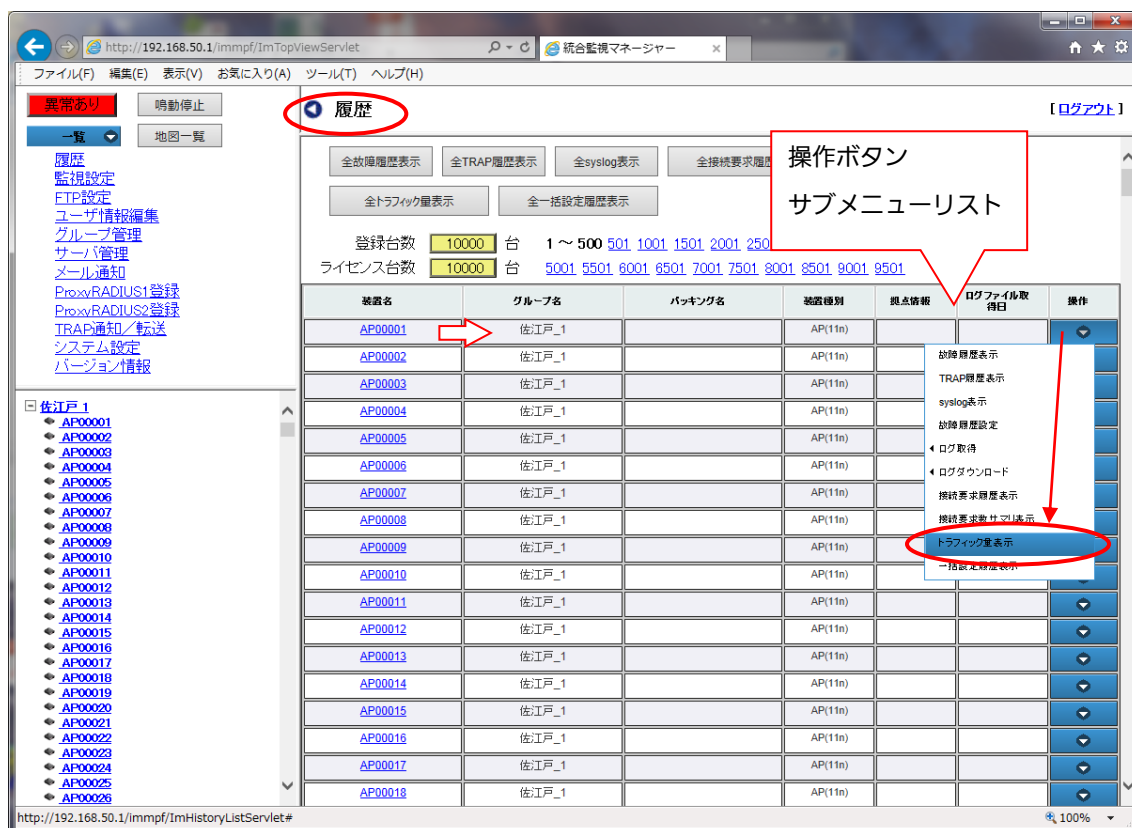 http://192.168.50.1/immpf/ImTopViewServlet
統合監視マネージャー
ファイル(F) 編集(E) 表示(V) お気に入り(A) ツール(T) ヘルプ(H)
異常あり 鳴動停止
一覧 地図一覧
履歴
監視設定
FTP設定
ユーザ情報編集
グループ管理
サーバ管理
メール通知
ProxyRADIUS1登録
ProxyRADIUS2登録
TRAP通知／転送
システム設定
バージョン情報
佐江戸 1
AP00001
AP00002
AP00003
AP00004
AP00005
AP00006
AP00007
AP00008
AP00009
AP00010
AP00011
AP00012
AP00013
AP00014
AP00015
AP00016
AP00017
AP00018
AP00019
AP00020
AP00021
AP00022
AP00023
AP00024
AP00025
AP00026
履歴
[ログアウト]
全故障履歴表示 全TRAP履歴表示 全syslog表示 全接続要求履歴
全トラフィック量表示 全一括設定履歴表示
操作ボタン
サブメニューリスト
登録台数 10000 台 1 ～ 500 501 1001 1501 2001 250
ライセンス台数 10000 台 5001 5501 6001 6501 7001 7501 8001 8501 9001 9501
装置名 グループ名 パッキング名 装置種別 拠点情報 ログファイル取得日 操作
AP00001 佐江戸_1 AP(11n)
AP00002 佐江戸_1 AP(11n)
AP00003 佐江戸_1 AP(11n)
AP00004 佐江戸_1 AP(11n)
AP00005 佐江戸_1 AP(11n)
AP00006 佐江戸_1 AP(11n)
AP00007 佐江戸_1 AP(11n)
AP00008 佐江戸_1 AP(11n)
AP00009 佐江戸_1 AP(11n)
AP00010 佐江戸_1 AP(11n)
AP00011 佐江戸_1 AP(11n)
AP00012 佐江戸_1 AP(11n)
AP00013 佐江戸_1 AP(11n)
AP00014 佐江戸_1 AP(11n)
AP00015 佐江戸_1 AP(11n)
AP00016 佐江戸_1 AP(11n)
AP00017 佐江戸_1 AP(11n)
AP00018 佐江戸_1 AP(11n)
故障履歴表示
TRAP履歴表示
syslog表示
故障履歴設定
ログ取得
ログダウンロード
接続要求履歴表示
接続要求数サマリ表示
トラフィック量表示
一括設定履歴表示
http://192.168.50.1/immpf/ImHistoryListServlet#
100%